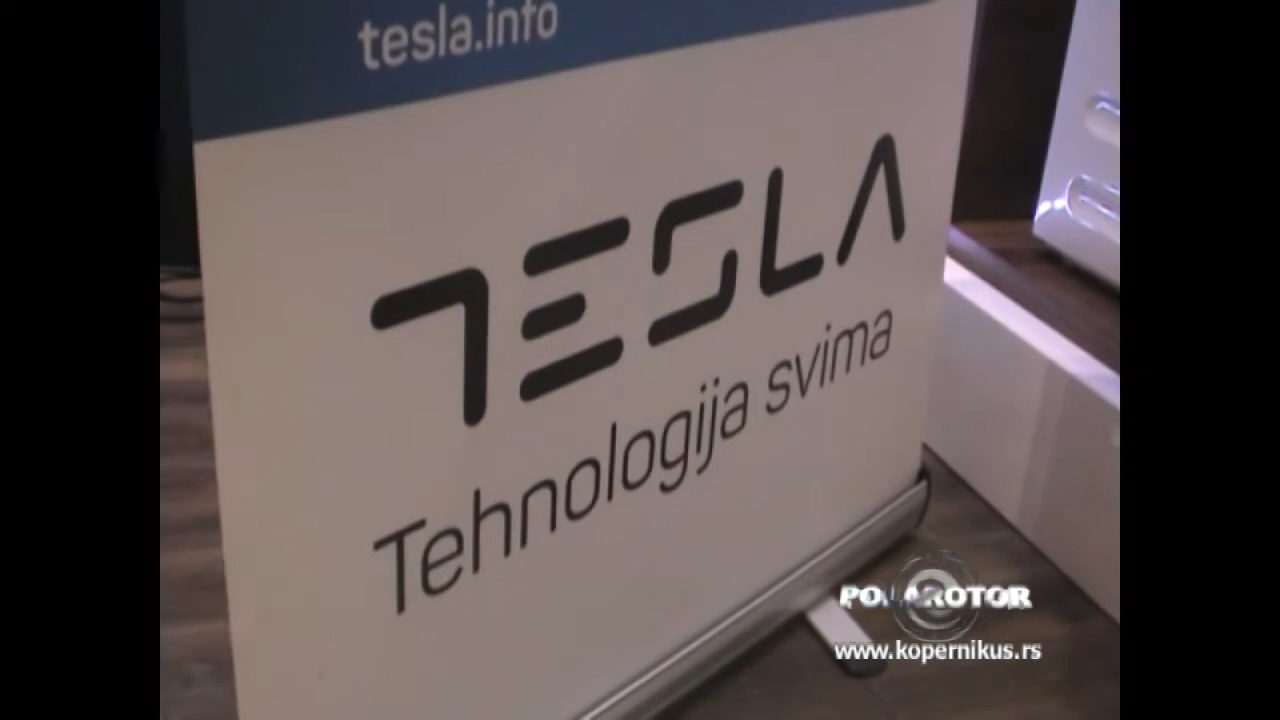 tesla.info
TESLA
Tehnologija svima
POLAROTOR
www.kopernikus.rs